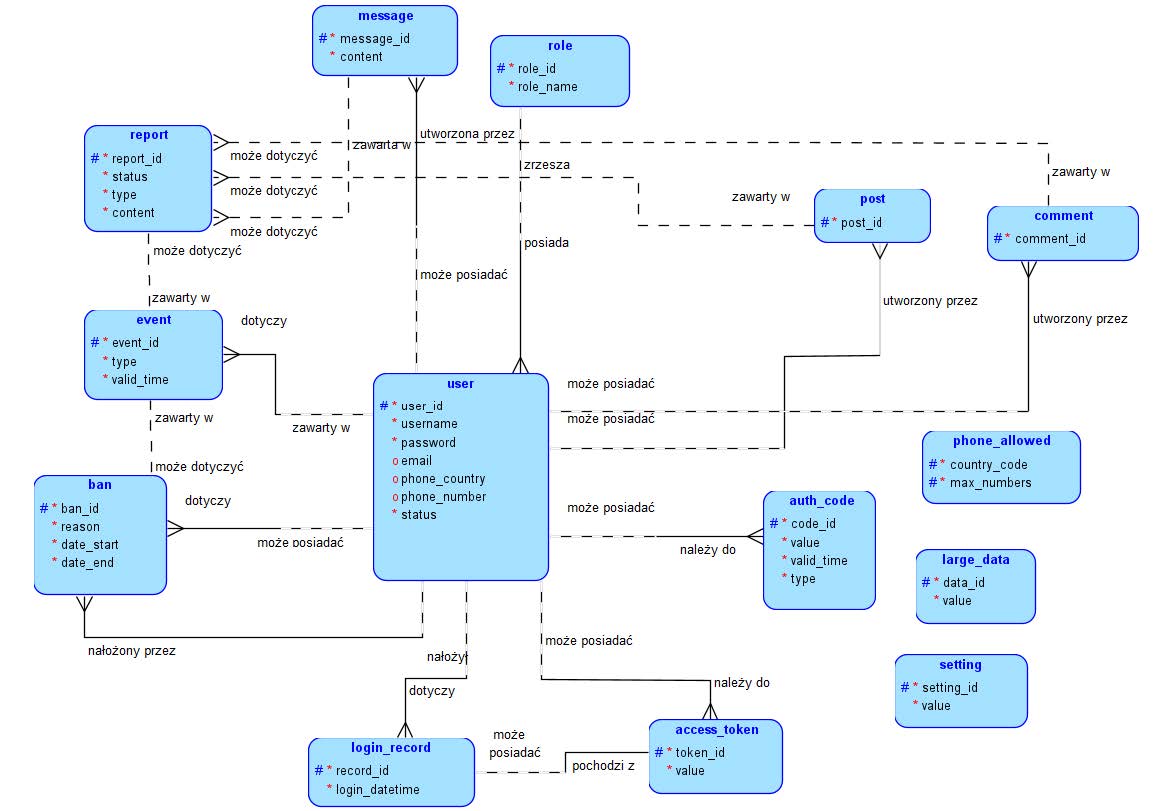 message
# * message_id
* content
role
# * role_id
* role_name
utworzona przez
zawarta w
report
# * report_id
* status
* type
* content
może dotyczyć
może dotyczyć
może dotyczyć
może dotyczyć
zrzesza
posiada
może posiadać
zawarty w
post
# * post_id
zawarty w
comment
# * comment_id
utworzony przez
utworzony przez
zawarty w
event
# * event_id
* type
* valid_time
dotyczy
zawarty w
zawarty w
może dotyczyć
user
# * user_id
* username
* password
o email
o phone_country
o phone_number
* status
może posiadać
może posiadać
może posiadać
phone_allowed
# * country_code
# * max_numbers
ban
# * ban_id
* reason
* date_start
* date_end
dotyczy
może posiadać
auth_code
# * code_id
* value
* valid_time
* type
należy do
large_data
# * data_id
* value
nałożony przez
nałożył
może posiadać
setting
# * setting_id
* value
dotyczy
należy do
login_record
# * record_id
* login_datetime
może
posiadać
pochodzi z
access_token
# * token_id
* value